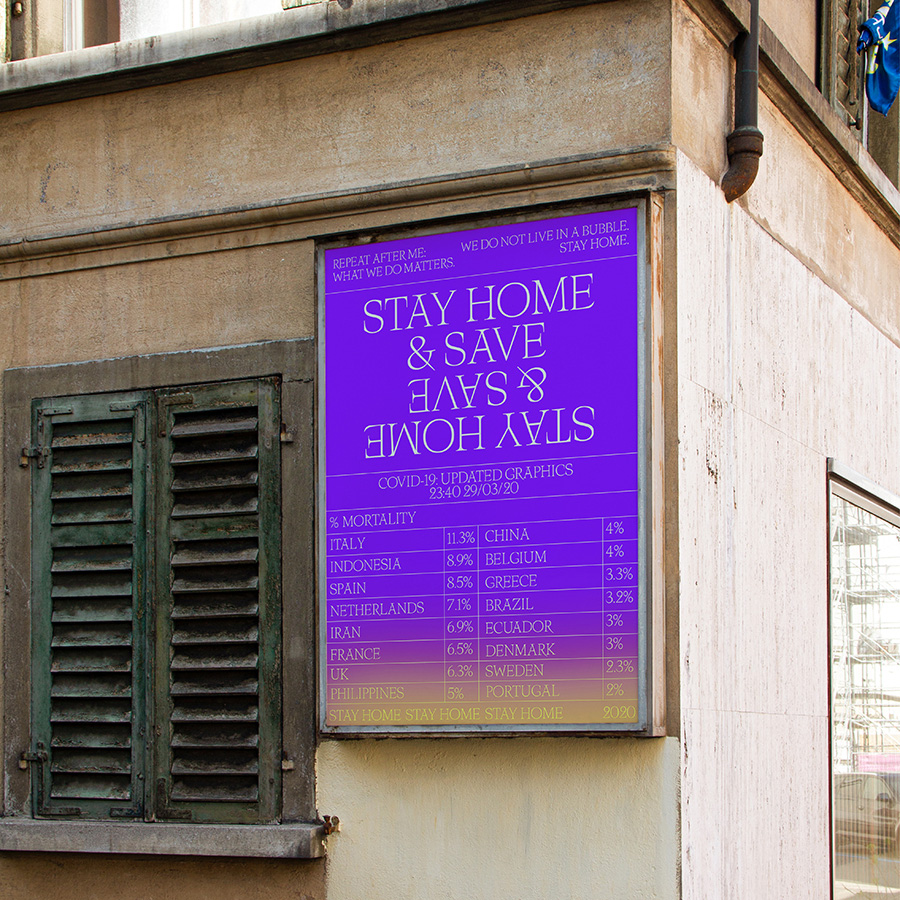 REPEAT AFTER ME:
WHAT WE DO MATTERS.
WE DO NOT LIVE IN A BUBBLE.
STAY HOME.
STAY HOME
& SAVE
& SAVE
STAY HOME
COVID-19: UPDATED GRAPHICS
23:40 29/03/20
% MORTALITY
ITALY 11.3% CHINA 4%
INDONESIA 8.9% BELGIUM 4%
SPAIN 8.5% GREECE 3.3%
NETHERLANDS 7.1% BRAZIL 3.2%
IRAN 6.9% ECUADOR 3%
FRANCE 6.5% DENMARK 3%
UK 6.3% SWEDEN 2.3%
PHILIPPINES 5% PORTUGAL 2%
STAY HOME STAY HOME STAY HOME 2020